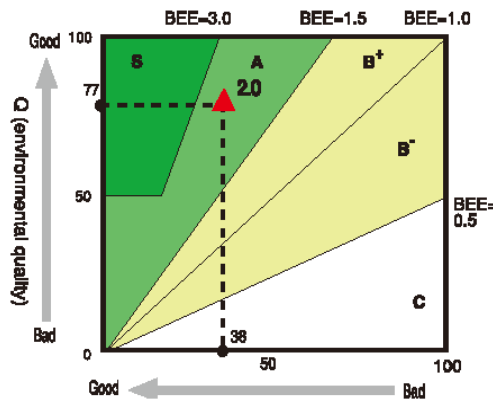 BEE=3.0 BEE=1.5 BEE=1.0
Good 100
S A B+
77 2.0
Q (environmental quality)
B-
50
BEE=
0.5
C
Bad
38
0 50 100
Good Bad